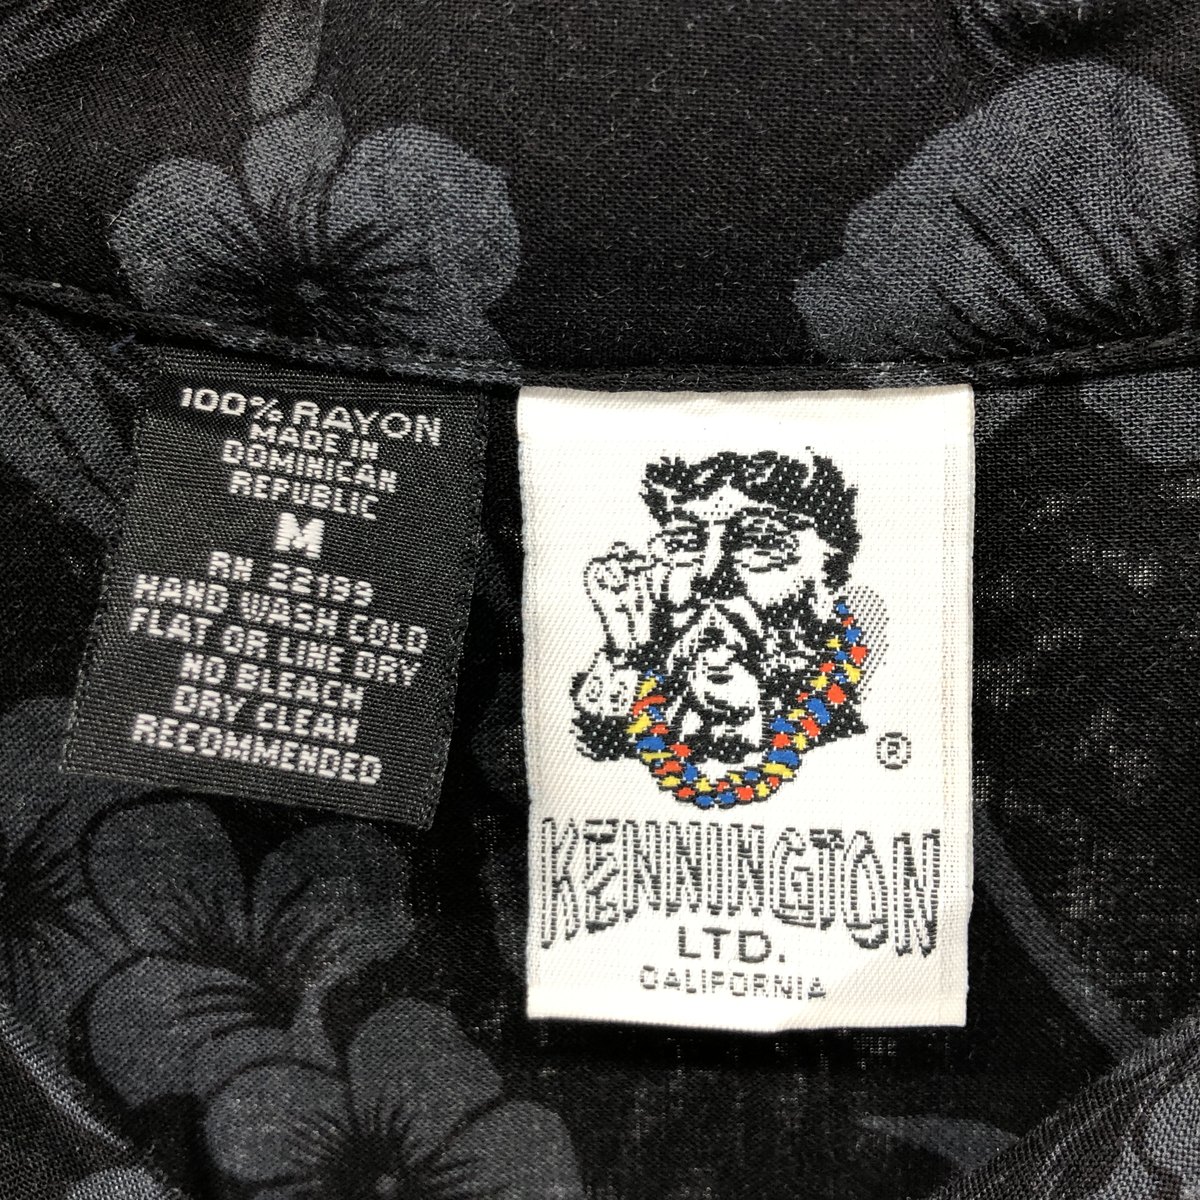 100% RAYON
MADE IN
DOMINICAN
REPUBLIC
M
RN 22193
HAND WASH COLD
FLAT OR LINE DRY
NO BLEACH
DRY CLEAN
RECOMMENDED
®
KENNINGTON
LTD.
CALIFORNIA